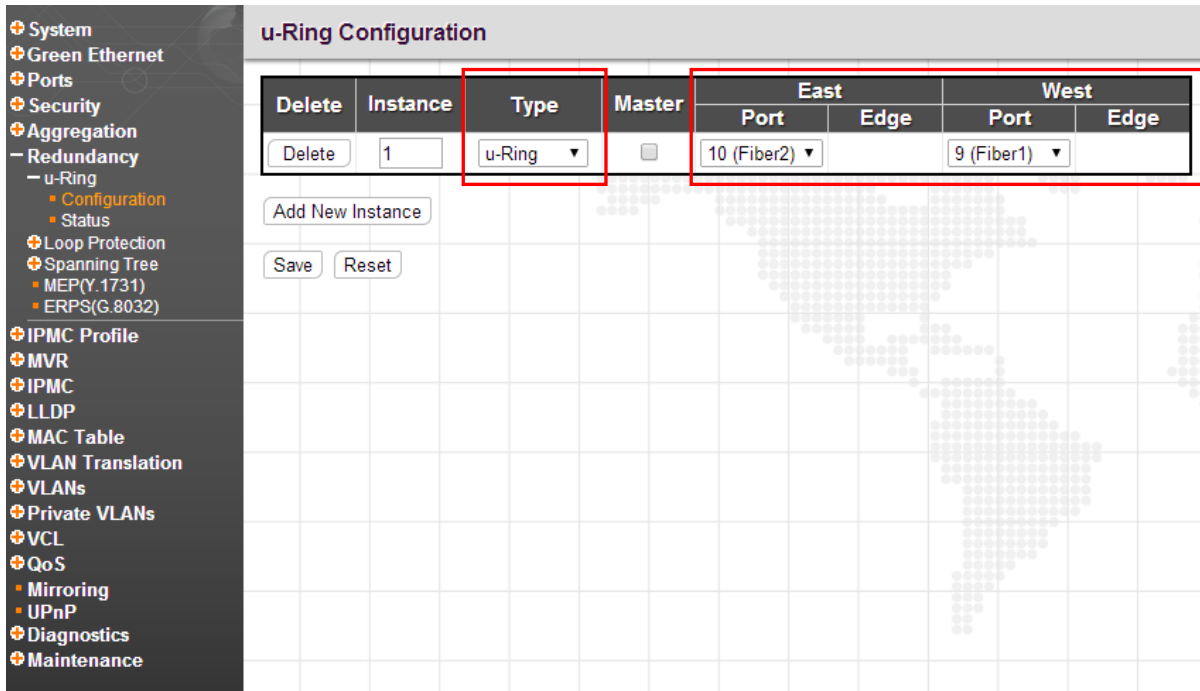 System
Green Ethernet
Ports
Security
Aggregation
Redundancy
u-Ring
Configuration
Status
Loop Protection
Spanning Tree
MEP(Y.1731)
ERPS(G.8032)
IPMC Profile
MVR
IPMC
LLDP
MAC Table
VLAN Translation
VLANs
Private VLANs
VCL
QoS
Mirroring
UPnP
Diagnostics
Maintenance
u-Ring Configuration
Delete Instance Type Master East West
Port Edge Port Edge
Delete 1 u-Ring 10 (Fiber2) 9 (Fiber1)
Add New Instance
Save Reset